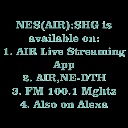 NES(AIR):SHG is
available on:
1. AIR Live Streaming
App
2. AIR,NE-DTH
3. FM 100.1 Mghtz
4. Also on Alexa